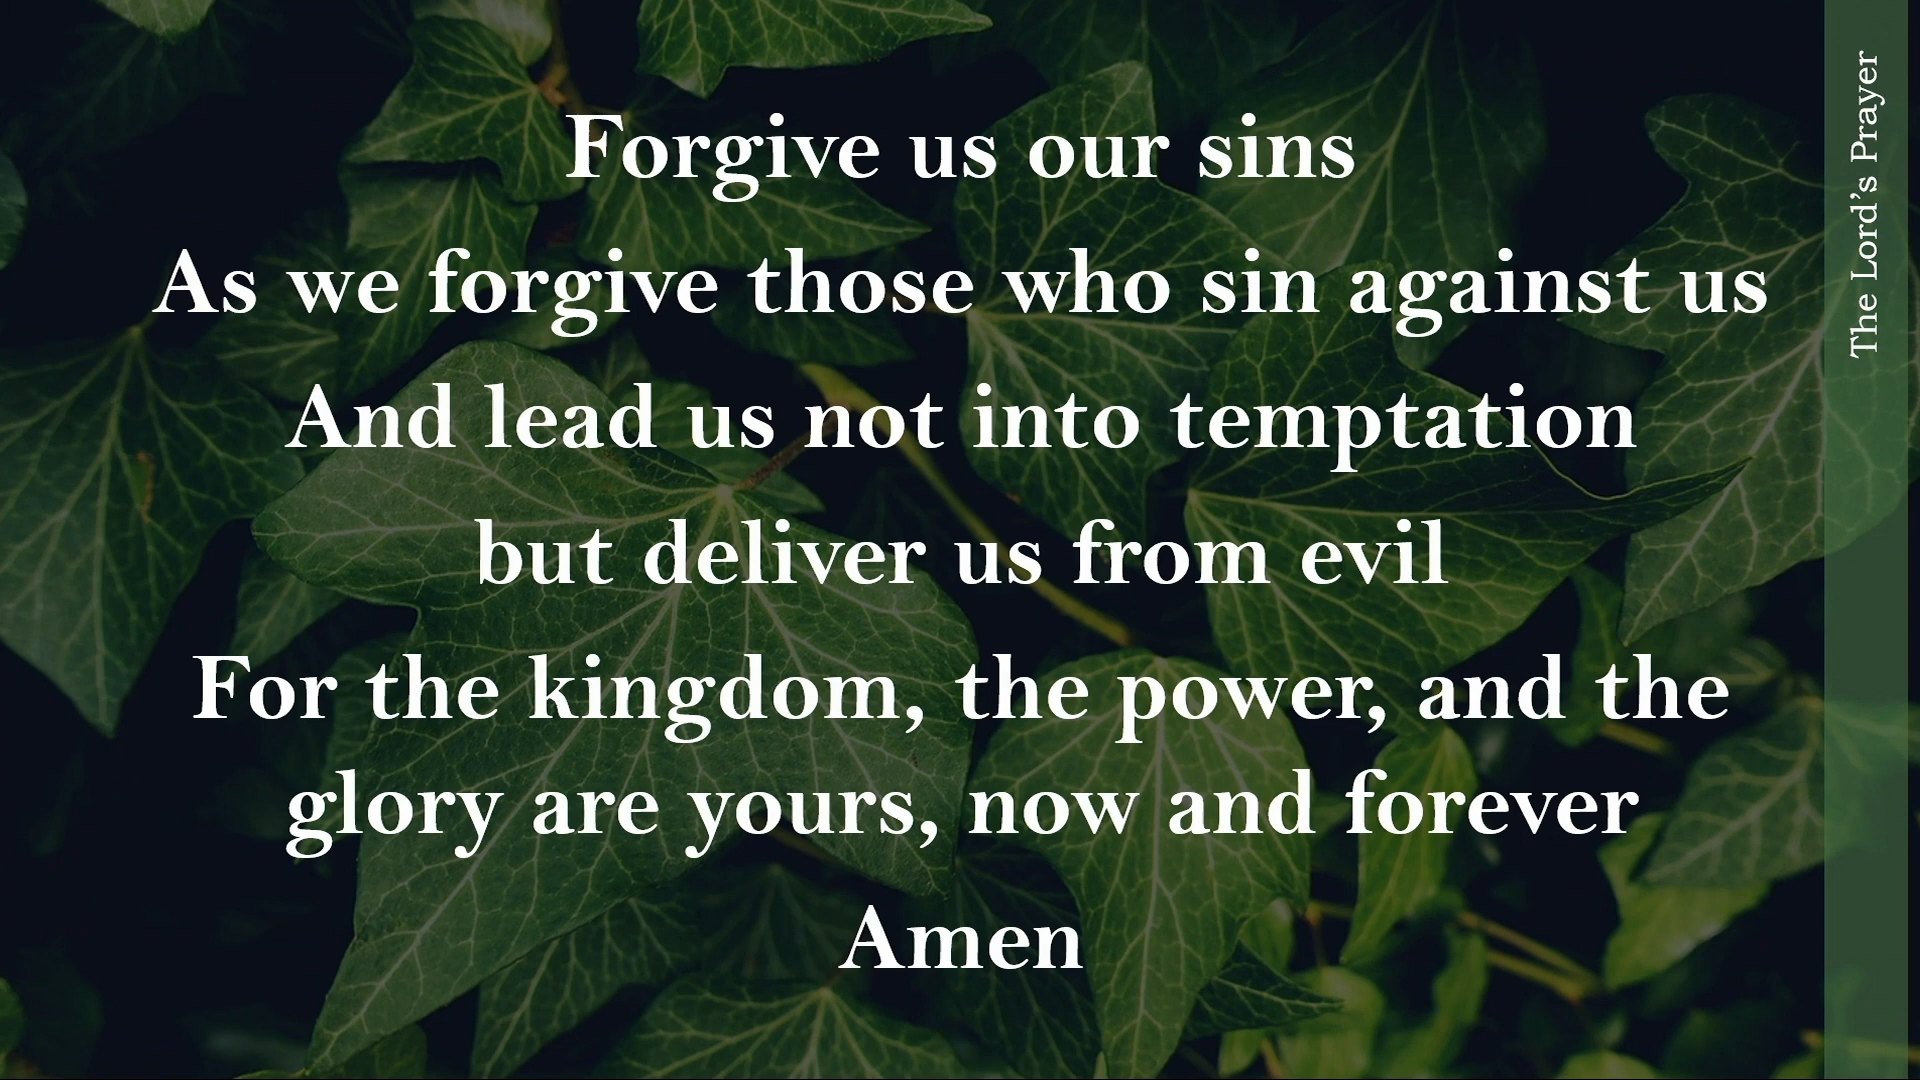 Forgive us our sins
As we forgive those who sin against us
And lead us not into temptation
but deliver us from evil
For the kingdom, the power, and the
glory are yours, now and forever
Amen
The Lord’s Prayer